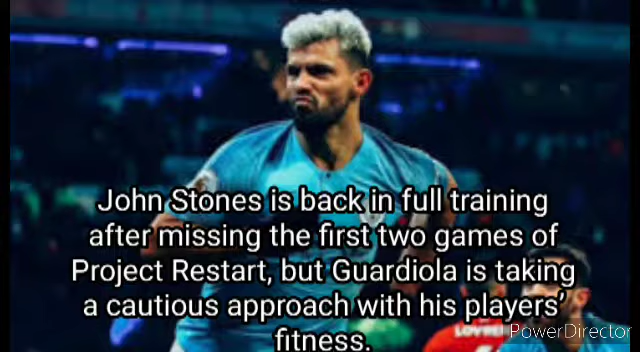 John Stones is back in full training
after missing the first two games of
Project Restart, but Guardiola is taking
a cautious approach with his players’
fitness.
LOVREN
PowerDirector